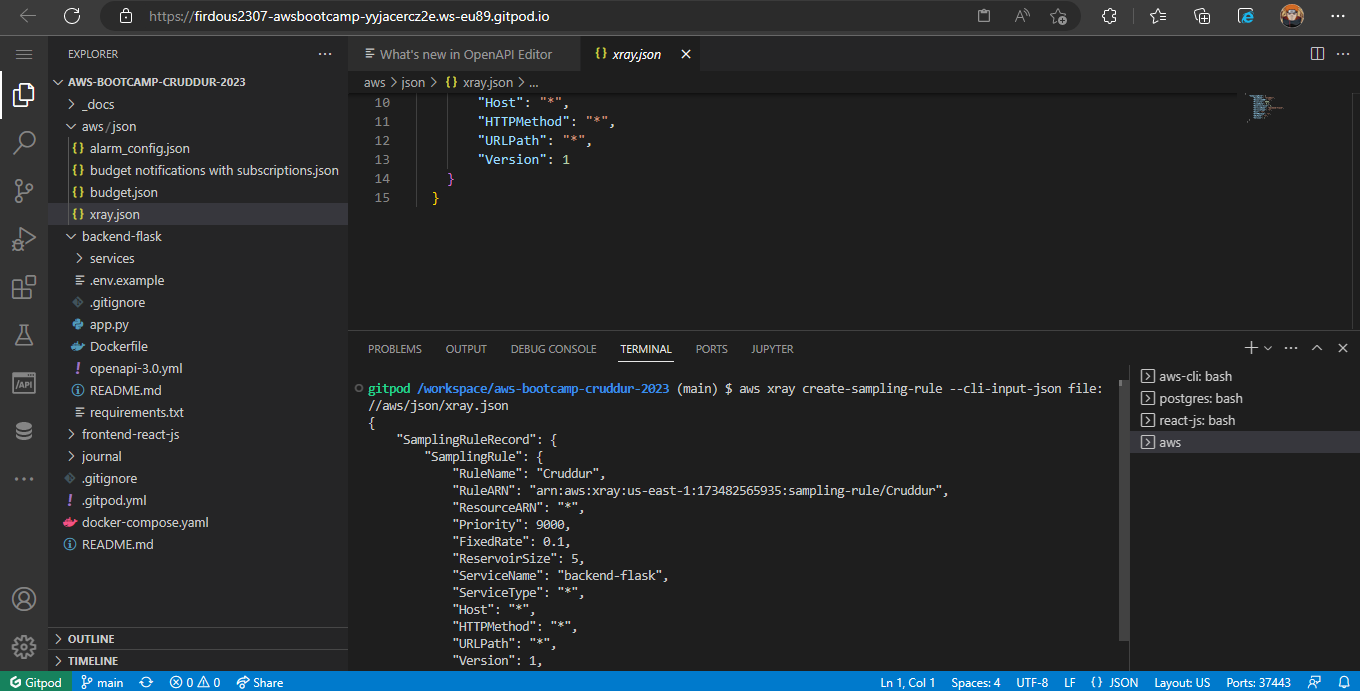 https://firdous2307-awsbootcamp-yyjacercz2e.ws-eu89.gitpod.io
EXPLORER
AWS-BOOTCAMP-CRUDDUR-2023
_docs
aws/json
alarm_config.json
budget notifications with subscriptions.json
budget.json
xray.json
backend-flask
services
.env.example
.gitignore
app.py
Dockerfile
openapi-3.0.yml
README.md
requirements.txt
frontend-react-js
journal
.gitignore
.gitpod.yml
docker-compose.yaml
README.md
OUTLINE
TIMELINE
What's new in OpenAPI Editor
{} xray.json
aws > json > {} xray.json > ...
10 "Host": "*",
11 "HTTPMethod": "*",
12 "URLPath": "*",
13 "Version": 1
14 }
15 }
PROBLEMS OUTPUT DEBUG CONSOLE TERMINAL PORTS JUPYTER
gitpod /workspace/aws-bootcamp-cruddur-2023 (main) $ aws xray create-sampling-rule --cli-input-json file:
//aws/json/xray.json
{
"SamplingRuleRecord": {
"SamplingRule": {
"RuleName": "Cruddur",
"RuleARN": "arn:aws:xray:us-east-1:173482565935:sampling-rule/Cruddur",
"ResourceARN": "*",
"Priority": 9000,
"FixedRate": 0.1,
"ReservoirSize": 5,
"ServiceName": "backend-flask",
"ServiceType": "*",
"Host": "*",
"HTTPMethod": "*",
"URLPath": "*",
"Version": 1,
aws-cli: bash
postgres: bash
react-js: bash
aws
Gitpod main 0 0 Share Ln 1, Col 1 Spaces: 4 UTF-8 LF {} JSON Layout: US Ports: 37443